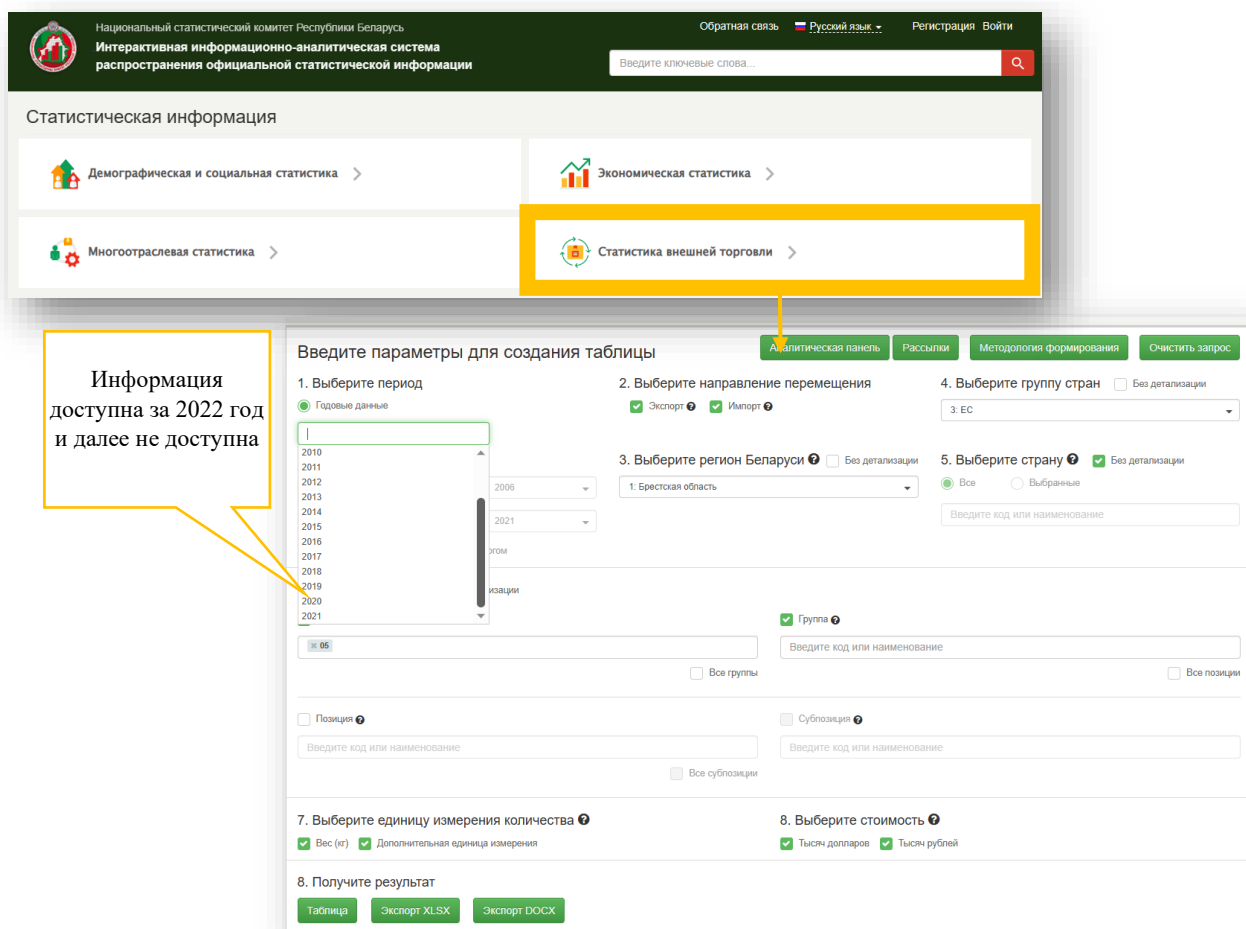 Национальный статистический комитет Республики Беларусь
Интерактивная информационно-аналитическая система
распространения официальной статистической информации
Обратная связь Русский язык Регистрация Войти
Введите ключевые слова...
Статистическая информация
Демографическая и социальная статистика
Экономическая статистика
Многоотраслевая статистика
Статистика внешней торговли
Информация
доступна за 2022 год
и далее не доступна
Введите параметры для создания таблицы
Аналитическая панель Рассылки Методология формирования Очистить запрос
1. Выберите период
Годовые данные
2010
2011
2012
2013
2014
2015
2016
2017
2018
2019
2020
2021
2006
2021
2. Выберите направление перемещения
Экспорт Импорт
3. Выберите регион Беларуси Без детализации
1: Брестская область
4. Выберите группу стран Без детализации
3: ЕС
5. Выберите страну Без детализации
Все Выбранные
Введите код или наименование
× 05
Все группы
Группа
Введите код или наименование
Все позиции
Позиция
Введите код или наименование
Все субпозиции
Субпозиция
Введите код или наименование
7. Выберите единицу измерения количества
Вес (кг) Дополнительная единица измерения
8. Выберите стоимость
Тысяч долларов Тысяч рублей
8. Получите результат
Таблица Экспорт XLSX Экспорт DOCX